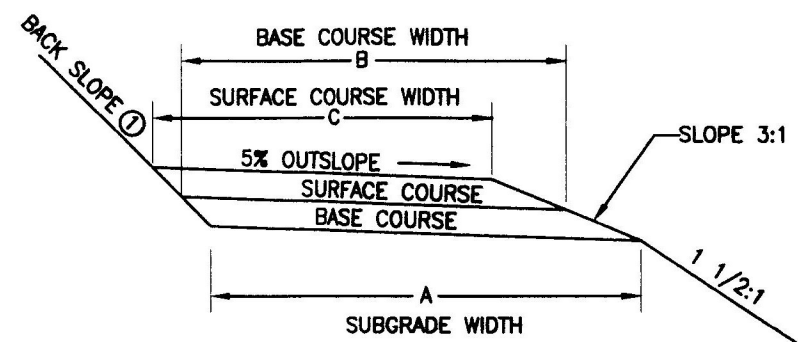 BACK SLOPE ①
BASE COURSE WIDTH
B
SURFACE COURSE WIDTH
C
SLOPE 3:1
5% OUTSLOPE
SURFACE COURSE
BASE COURSE
1 1/2:1
A
SUBGRADE WIDTH